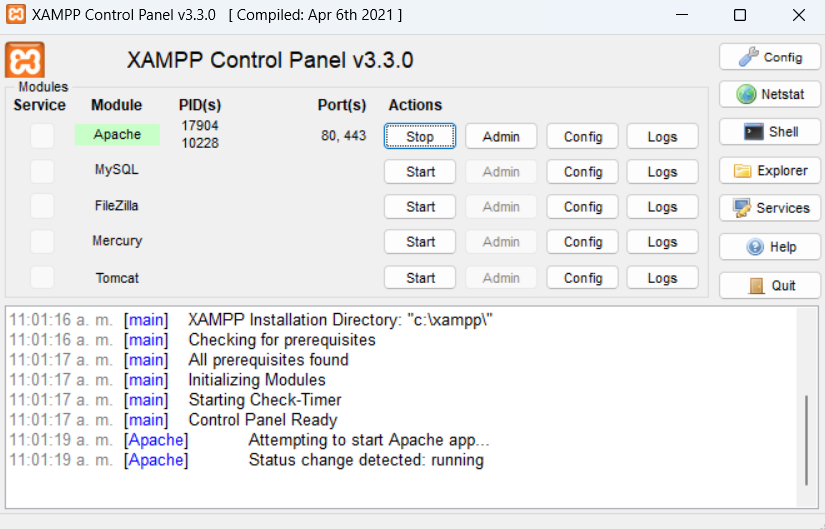 XAMPP Control Panel v3.3.0 [ Compiled: Apr 6th 2021 ]
XAMPP Control Panel v3.3.0
Config
Modules
Service Module PID(s) Port(s) Actions
Netstat
Apache 17904 10228 80, 443 Stop Admin Config Logs
Shell
MySQL Start Admin Config Logs
Explorer
FileZilla Start Admin Config Logs
Services
Mercury Start Admin Config Logs
Help
Tomcat Start Admin Config Logs
Quit
11:01:16 a. m. [main] XAMPP Installation Directory: "c:\xampp\"
11:01:16 a. m. [main] Checking for prerequisites
11:01:17 a. m. [main] All prerequisites found
11:01:17 a. m. [main] Initializing Modules
11:01:17 a. m. [main] Starting Check-Timer
11:01:17 a. m. [main] Control Panel Ready
11:01:19 a. m. [Apache] Attempting to start Apache app...
11:01:19 a. m. [Apache] Status change detected: running